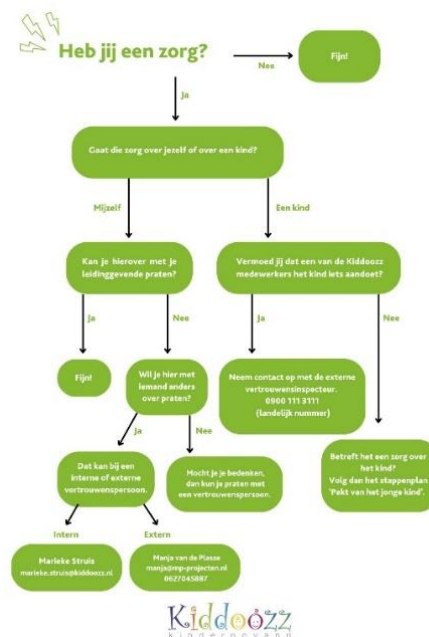 Heb jij een zorg?
Nee
Fijn!
Ja
Gaat die zorg over jezelf of over een kind?
Mijzelf
Een kind
Kan je hierover met je
leidinggevende praten?
Vermoed jij dat een van de Kiddoozz
medewerkers het kind iets aandoet?
Ja
Nee
Ja
Nee
Fijn!
Wil je hier met
iemand anders
over praten?
Neem contact op met de externe
vertrouwensinspecteur.
0900 111 3111
(landelijk nummer)
Ja
Nee
Dat kan bij een
interne of externe
vertrouwenspersoon.
Mocht je je bedenken,
dan kun je praten met
een vertrouwenspersoon.
Betreft het een zorg over
het kind?
Volg dan het stappenplan
'Pakt van het jonge kind'.
Intern
Extern
Marieke Struis
marieke.struis@kiddoozz.nl
Manja van de Plasse
manja@mp-projecten.nl
0627045887
Kiddoozz
kinderopvang